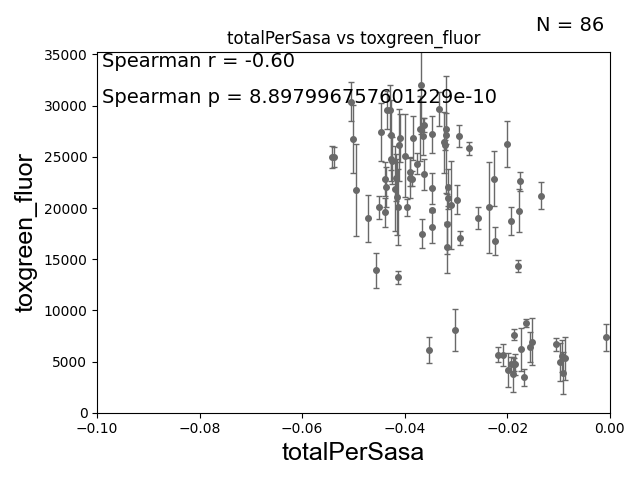 N = 86
totalPerSasa vs toxgreen_fluor
Spearman r = -0.60
Spearman p = 8.897996757601229e-10
toxgreen_fluor
35000
30000
25000
20000
15000
10000
5000
0
−0.10 −0.08 −0.06 −0.04 −0.02 0.00
totalPerSasa